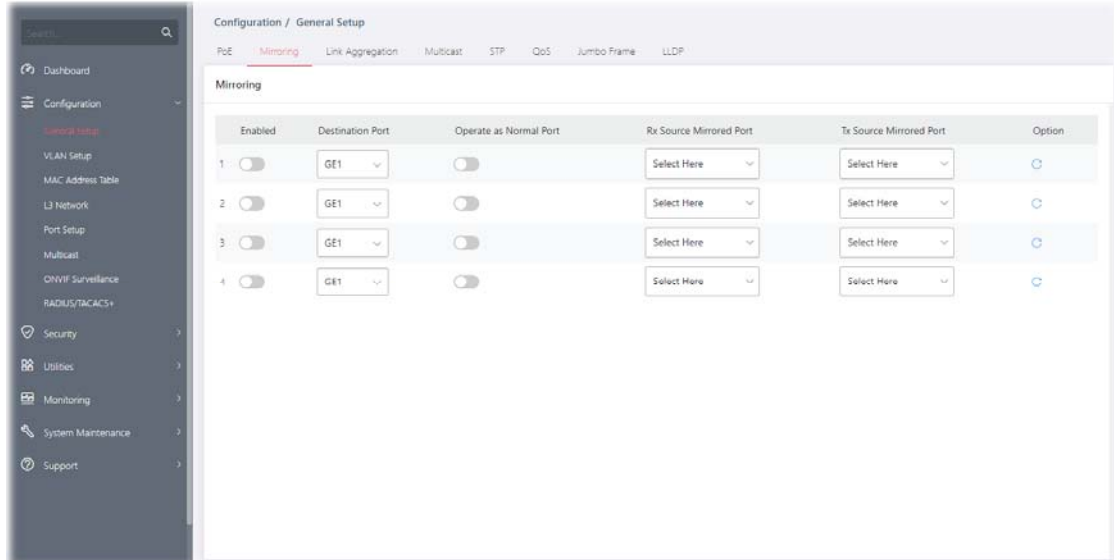 Search...
Configuration / General Setup
PoE Mirroring Link Aggregation Multicast STP QoS Jumbo Frame LLDP
Dashboard
Configuration
General Setup
VLAN Setup
MAC Address Table
L3 Network
Port Setup
Multicast
ONVIF Surveillance
RADIUS/TACACS+
Security
Utilities
Monitoring
System Maintenance
Support
Mirroring
Enabled Destination Port Operate as Normal Port Rx Source Mirrored Port Tx Source Mirrored Port Option
1 GE1 Select Here Select Here
2 GE1 Select Here Select Here
3 GE1 Select Here Select Here
4 GE1 Select Here Select Here